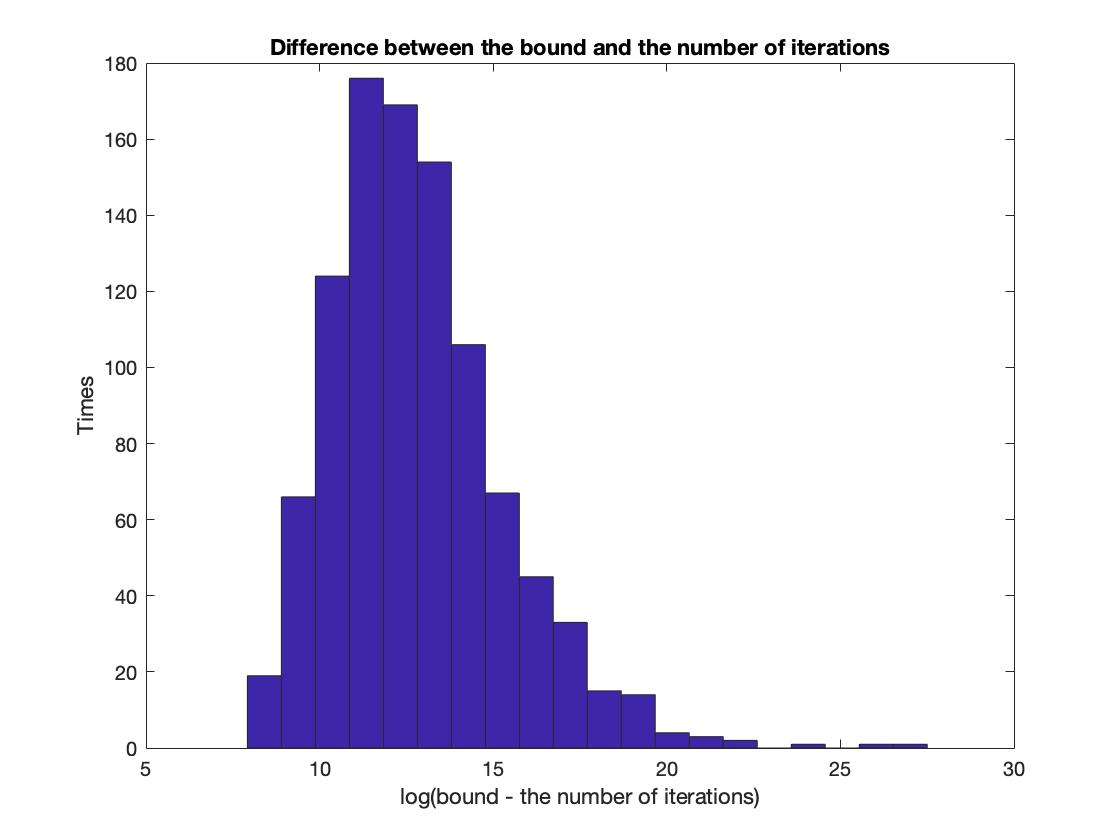 Difference between the bound and the number of iterations
180
160
140
120
100
80
60
40
20
0
Times
5 10 15 20 25 30
log(bound - the number of iterations)